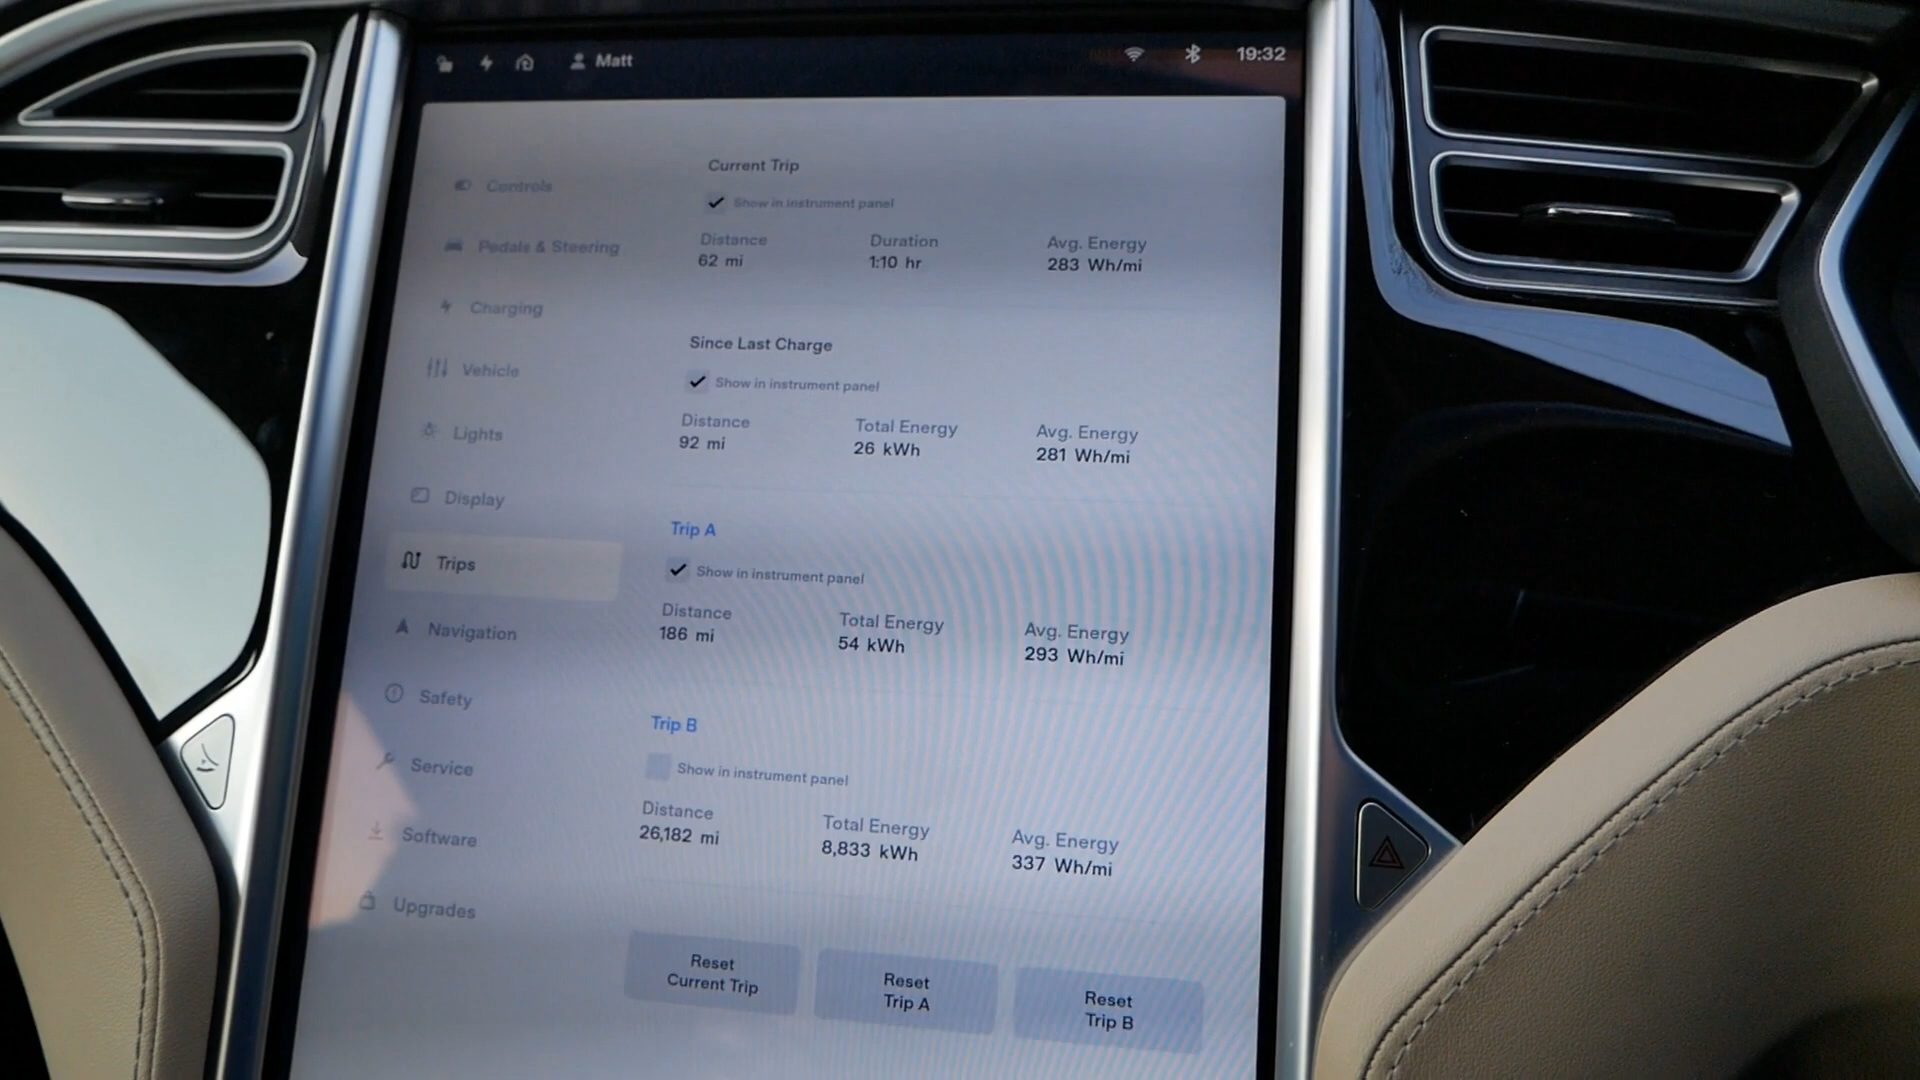 Matt
19:32
Controls
Pedals & Steering
Charging
Vehicle
Lights
Display
Trips
Navigation
Safety
Service
Software
Upgrades
Current Trip
Show in instrument panel
Distance Duration Avg. Energy
62 mi 1:10 hr 283 Wh/mi
Since Last Charge
Show in instrument panel
Distance Total Energy Avg. Energy
92 mi 26 kWh 281 Wh/mi
Trip A
Show in instrument panel
Distance Total Energy Avg. Energy
186 mi 54 kWh 293 Wh/mi
Trip B
Show in instrument panel
Distance Total Energy Avg. Energy
26,182 mi 8,833 kWh 337 Wh/mi
Reset
Current Trip
Reset
Trip A
Reset
Trip B